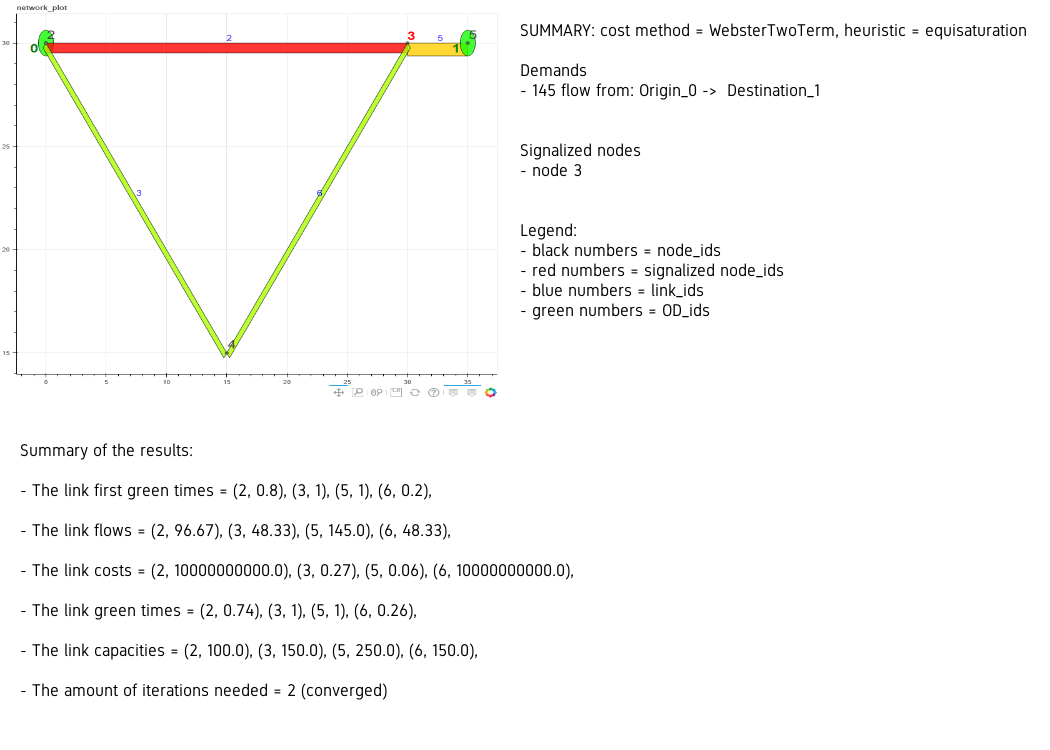 network_plot
2
0
2
3
5
1
5
30
25
20
15
3
6
4
0
5
10
15
20
25
30
35
SUMMARY: cost method = WebsterTwoTerm, heuristic = equisaturation
Demands
- 145 flow from: Origin_0 -> Destination_1
Signalized nodes
- node 3
Legend:
- black numbers = node_ids
- red numbers = signalized node_ids
- blue numbers = link_ids
- green numbers = OD_ids
Summary of the results:
- The link first green times = (2, 0.8), (3, 1), (5, 1), (6, 0.2),
- The link flows = (2, 96.67), (3, 48.33), (5, 145.0), (6, 48.33),
- The link costs = (2, 10000000000.0), (3, 0.27), (5, 0.06), (6, 10000000000.0),
- The link green times = (2, 0.74), (3, 1), (5, 1), (6, 0.26),
- The link capacities = (2, 100.0), (3, 150.0), (5, 250.0), (6, 150.0),
- The amount of iterations needed = 2 (converged)